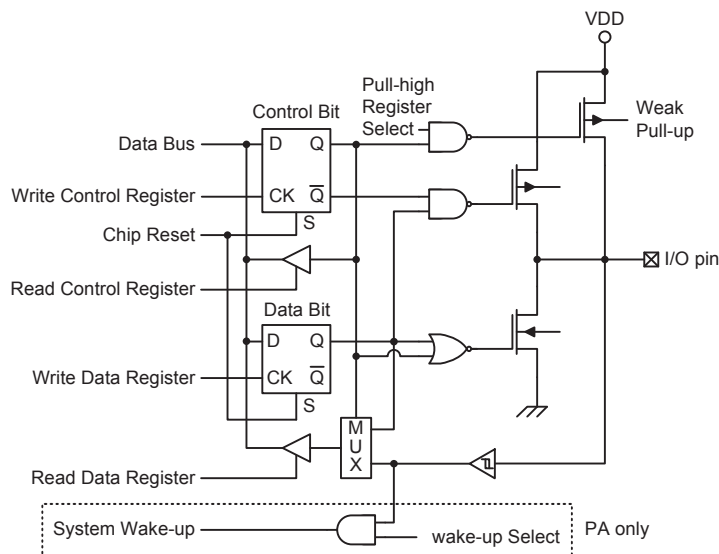 VDD
Pull-high
Register
Select
Weak
Pull-up
Control Bit
Data Bus
D
Q
Write Control Register
CK
Q
S
Chip Reset
I/O pin
Read Control Register
Data Bit
D
Q
Write Data Register
CK
Q
S
M
U
X
Read Data Register
System Wake-up
wake-up Select
PA only